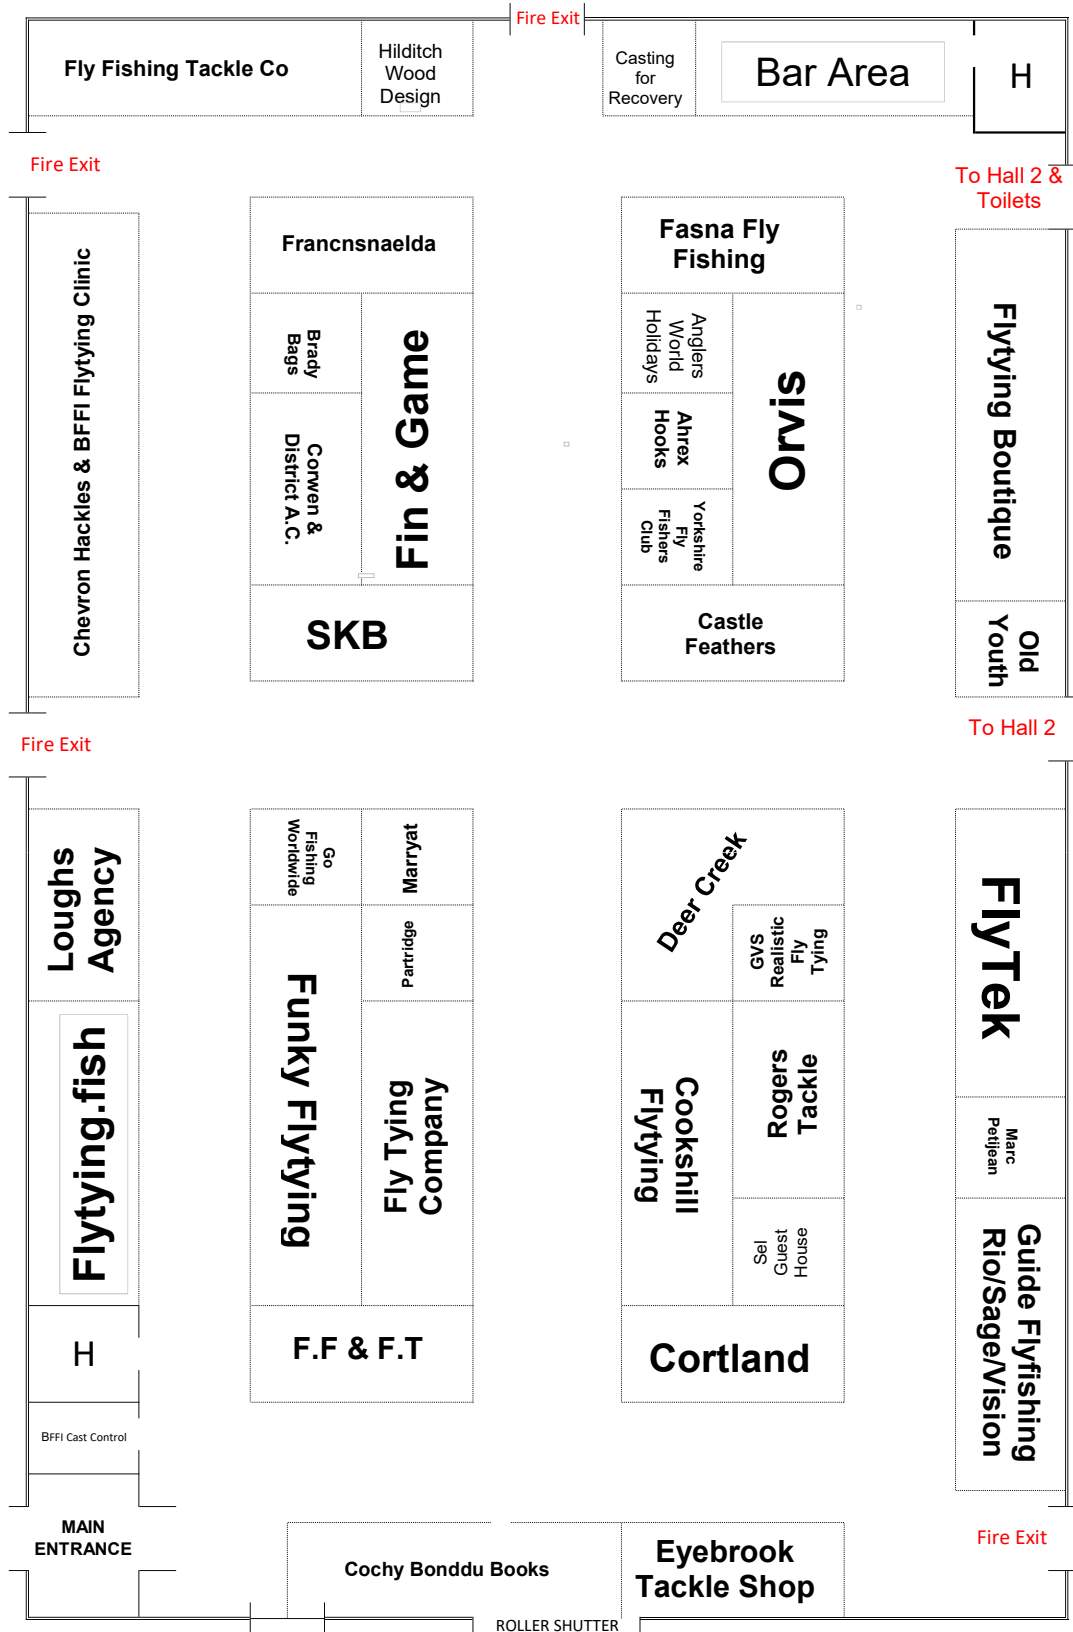 Fire Exit
Fly Fishing Tackle Co
Hilditch
Wood
Design
Casting
for
Recovery
Bar Area
H
Fire Exit
To Hall 2 &
Toilets
Chevron Hackles & BFFI Flytying Clinic
Francnsnaelda
Brady
Bags
Corwen &
District A.C.
Fin & Game
SKB
Fasna Fly
Fishing
Anglers
World
Holidays
Ahrex
Hooks
Yorkshire
Fly
Fishers
Club
Orvis
Castle
Feathers
Flytying Boutique
Old
Youth
Fire Exit
To Hall 2
Loughs
Agency
Flytying.fish
H
BFFI Cast Control
MAIN
ENTRANCE
Go
Fishing
Worldwide
Marryat
Partridge
Funky Flytying
Fly Tying
Company
F.F & F.T
Deer Creek
GVS
Realistic
Fly
Tying
Cookshill
Flytying
Rogers
Tackle
Sel
Guest
House
Cortland
FlyTek
Marc
Petijean
Guide Flyfishing
Rio/Sage/Vision
Fire Exit
Cochy Bonddu Books
Eyebrook
Tackle Shop
ROLLER SHUTTER